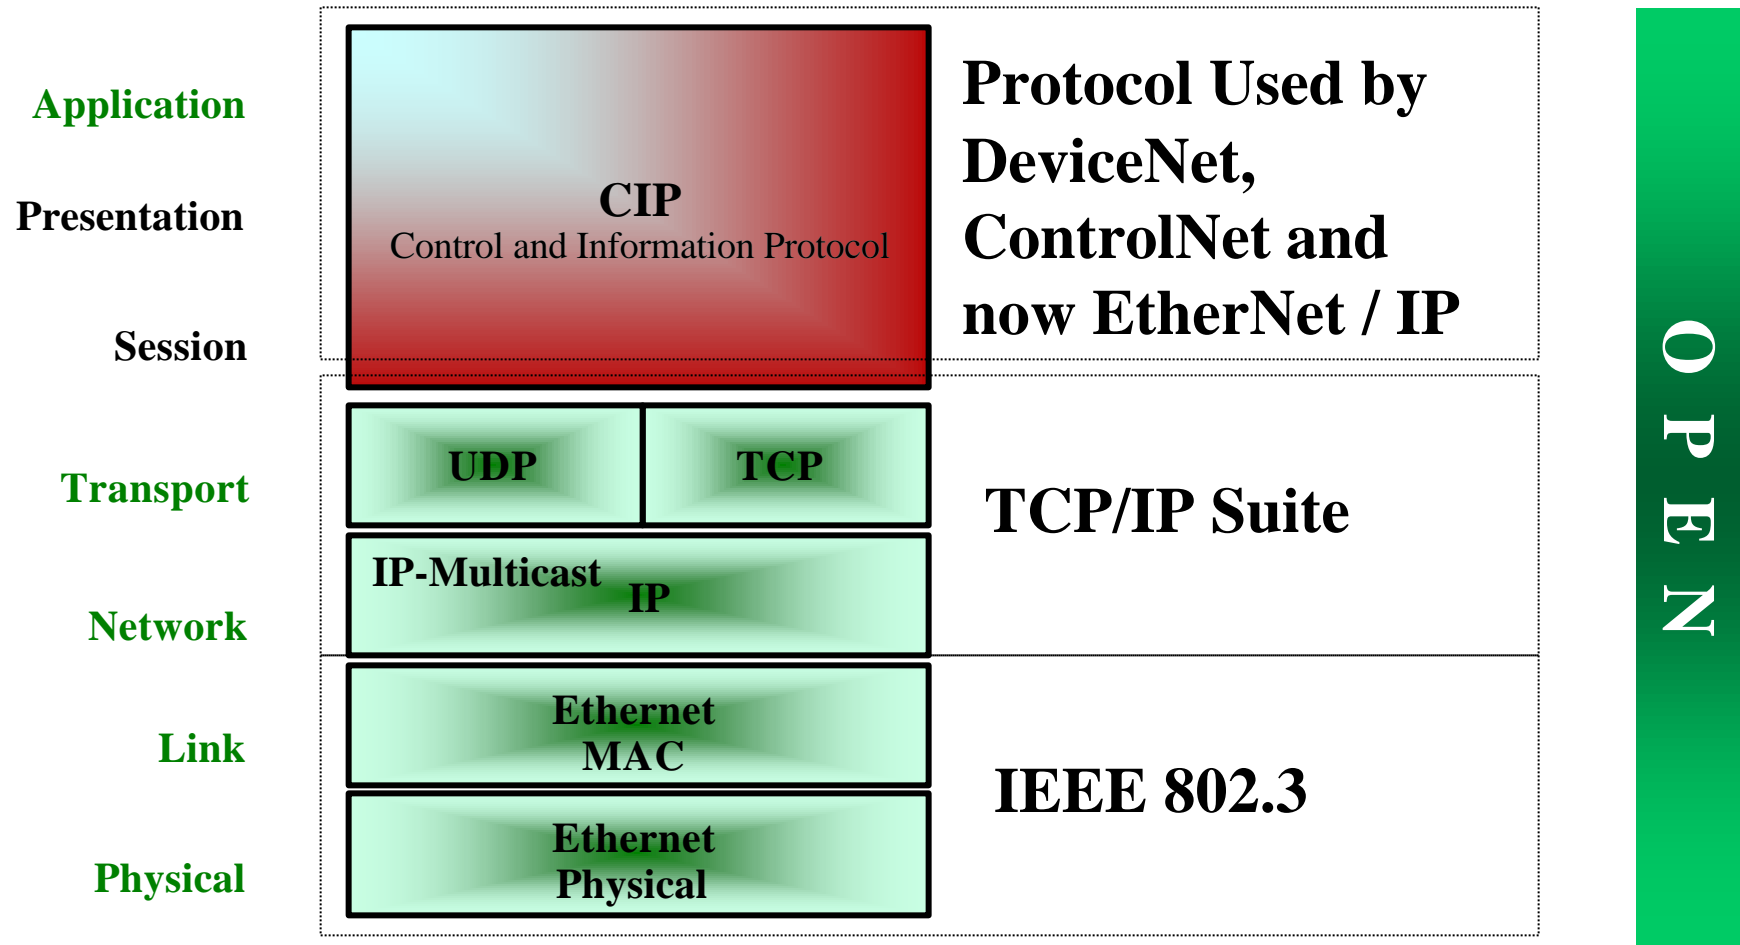 Application
Presentation
Session
Transport
Network
Link
Physical
CIP
Control and Information Protocol
UDP
TCP
IP-Multicast
IP
Ethernet
MAC
Ethernet
Physical
Protocol Used by
DeviceNet,
ControlNet and
now EtherNet / IP
TCP/IP Suite
IEEE 802.3
OPEN